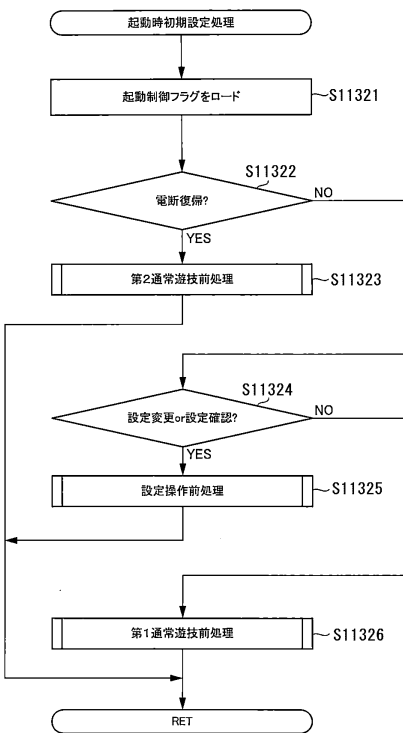 起動時初期設定処理
起動制御フラグをロード
S11321
S11322
電断復帰?
NO
YES
第2通常遊技前処理
S11323
S11324
設定変更or設定確認?
NO
YES
設定操作前処理
S11325
第1通常遊技前処理
S11326
RET